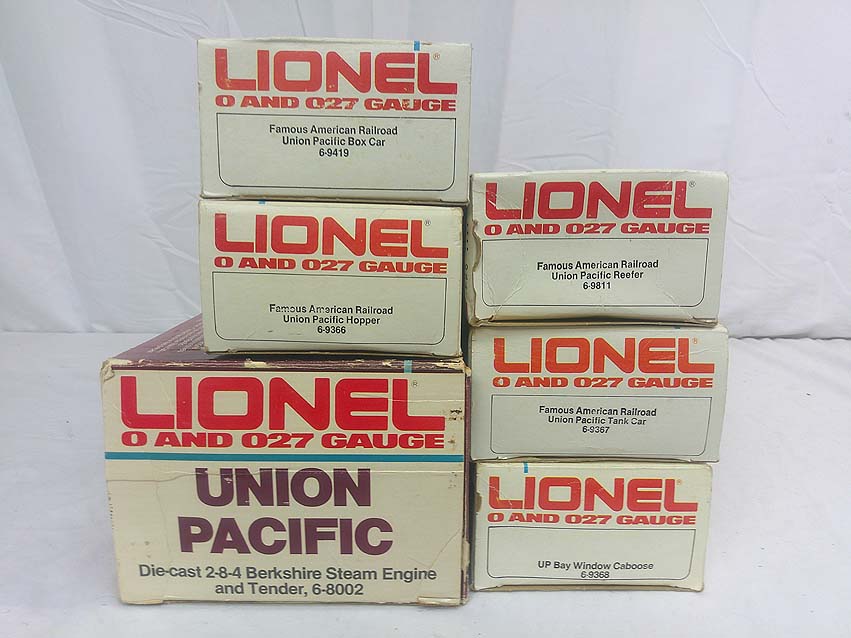 LIONEL®
O AND O27 GAUGE
Famous American Railroad
Union Pacific Box Car
6-9419
LIONEL®
O AND O27 GAUGE
Famous American Railroad
Union Pacific Hopper
6-9366
LIONEL®
O AND O27 GAUGE
UNION
PACIFIC
Die-cast 2-8-4 Berkshire Steam Engine
and Tender, 6-8002
LIONEL®
O AND O27 GAUGE
Famous American Railroad
Union Pacific Reefer
6-9811
LIONEL®
O AND O27 GAUGE
Famous American Railroad
Union Pacific Tank Car
6-9367
LIONEL®
O AND O27 GAUGE
UP Bay Window Caboose
6-9368